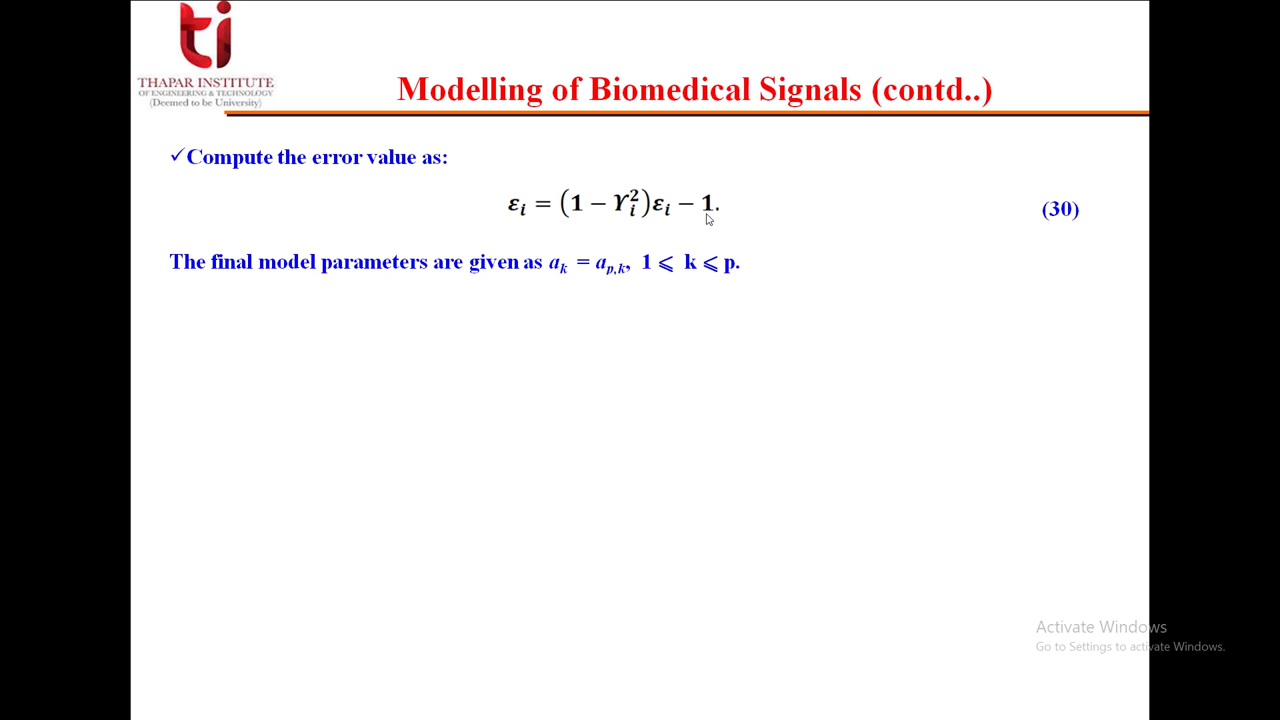 ti
THAPAR INSTITUTE
OF ENGINEERING & TECHNOLOGY
(Deemed to be University)
Modelling of Biomedical Signals (contd..)
✓Compute the error value as:
εᵢ = (1 − ϒᵢ²)εᵢ − 1.
(30)
The final model parameters are given as aₖ = a_{p,k}, 1 ⩽ k ⩽ p.
Activate Windows
Go to Settings to activate Windows.